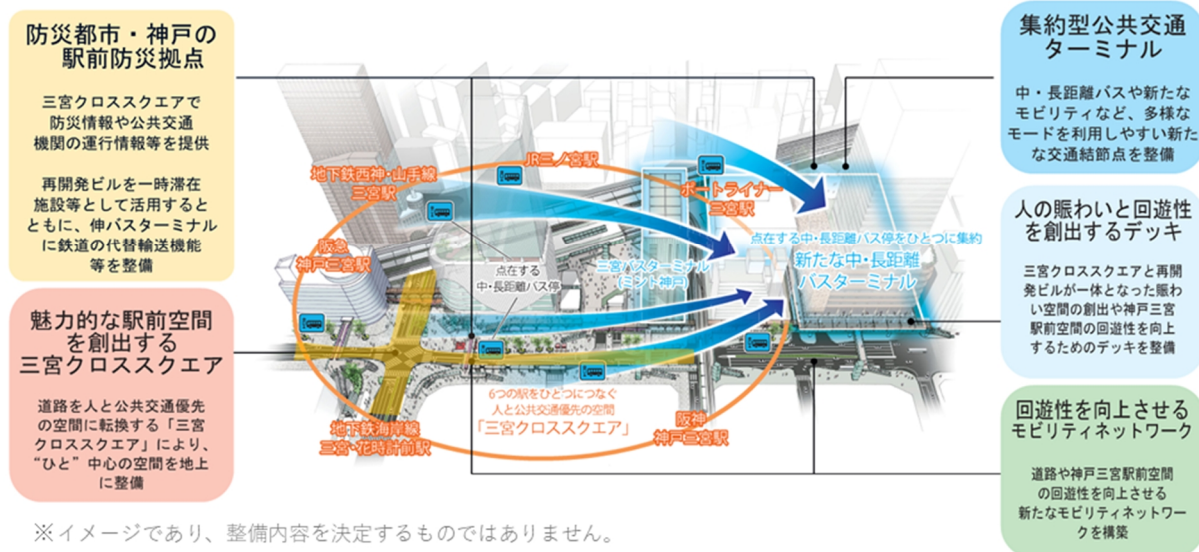 防災都市・神戸の
駅前防災拠点
三宮クロススクエアで
防災情報や公共交通
機関の運行情報等を提供
再開発ビルを一時滞在
施設等として活用すると
ともに、伸バスターミナル
に鉄道の代替輸送機能
等を整備
魅力的な駅前空間
を創出する
三宮クロススクエア
道路を人と公共交通優先
の空間に転換する「三宮
クロススクエア」により、
“ひと”中心の空間を地上
に整備
JR三ノ宮駅
地下鉄西神・山手線
三宮駅
ポートライナー
三宮駅
阪急
神戸三宮駅
点在する
中・長距離バス停
三宮バスターミナル
(ミント神戸)
点在する中・長距離バス停をひとつに集約
新たな中・長距離
バスターミナル
6つの駅をひとつにつなぐ
人と公共交通優先の空間
「三宮クロススクエア」
地下鉄海岸線
三宮・花時計前駅
阪神
神戸三宮駅
集約型公共交通
ターミナル
中・長距離バスや新たな
モビリティなど、多様な
モードを利用しやすい新た
な交通結節点を整備
人の賑わいと回遊性
を創出するデッキ
三宮クロススクエアと再開
発ビルが一体となった賑わ
い空間の創出や神戸三宮
駅前空間の回遊性を向上
するためのデッキを整備
回遊性を向上させる
モビリティネットワーク
道路や神戸三宮駅前空間
の回遊性を向上させる
新たなモビリティネットワー
クを構築
※イメージであり、整備内容を決定するものではありません。